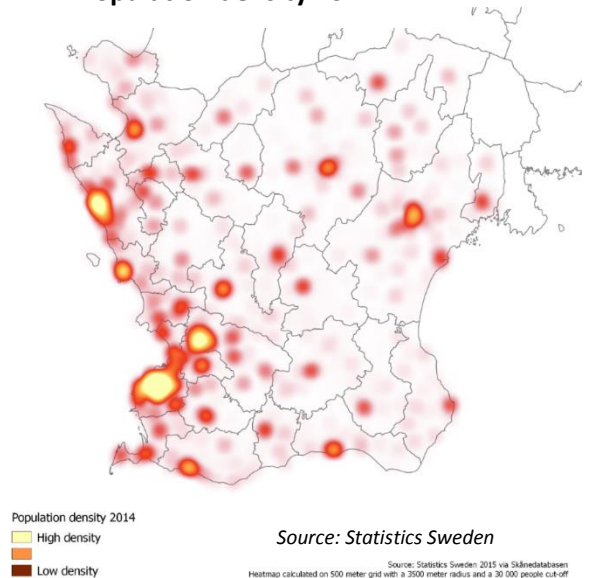 Population density 2014
High density
Low density
Source: Statistics Sweden
Source: Statistics Sweden 2015 via Skånedatabasen
Heatmap calculated on 500 meter grid with a 3500 meter radius and a 30 000 people cut-off